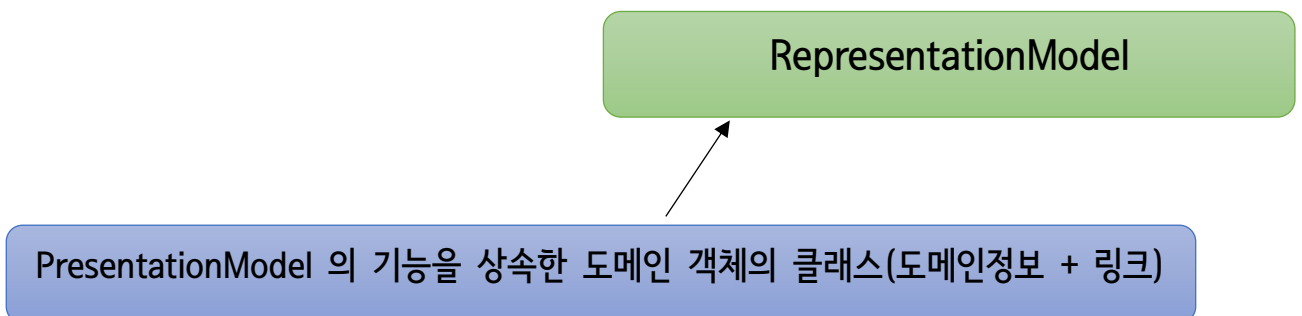 RepresentationModel
PresentationModel 의 기능을 상속한 도메인 객체의 클래스(도메인정보 + 링크)